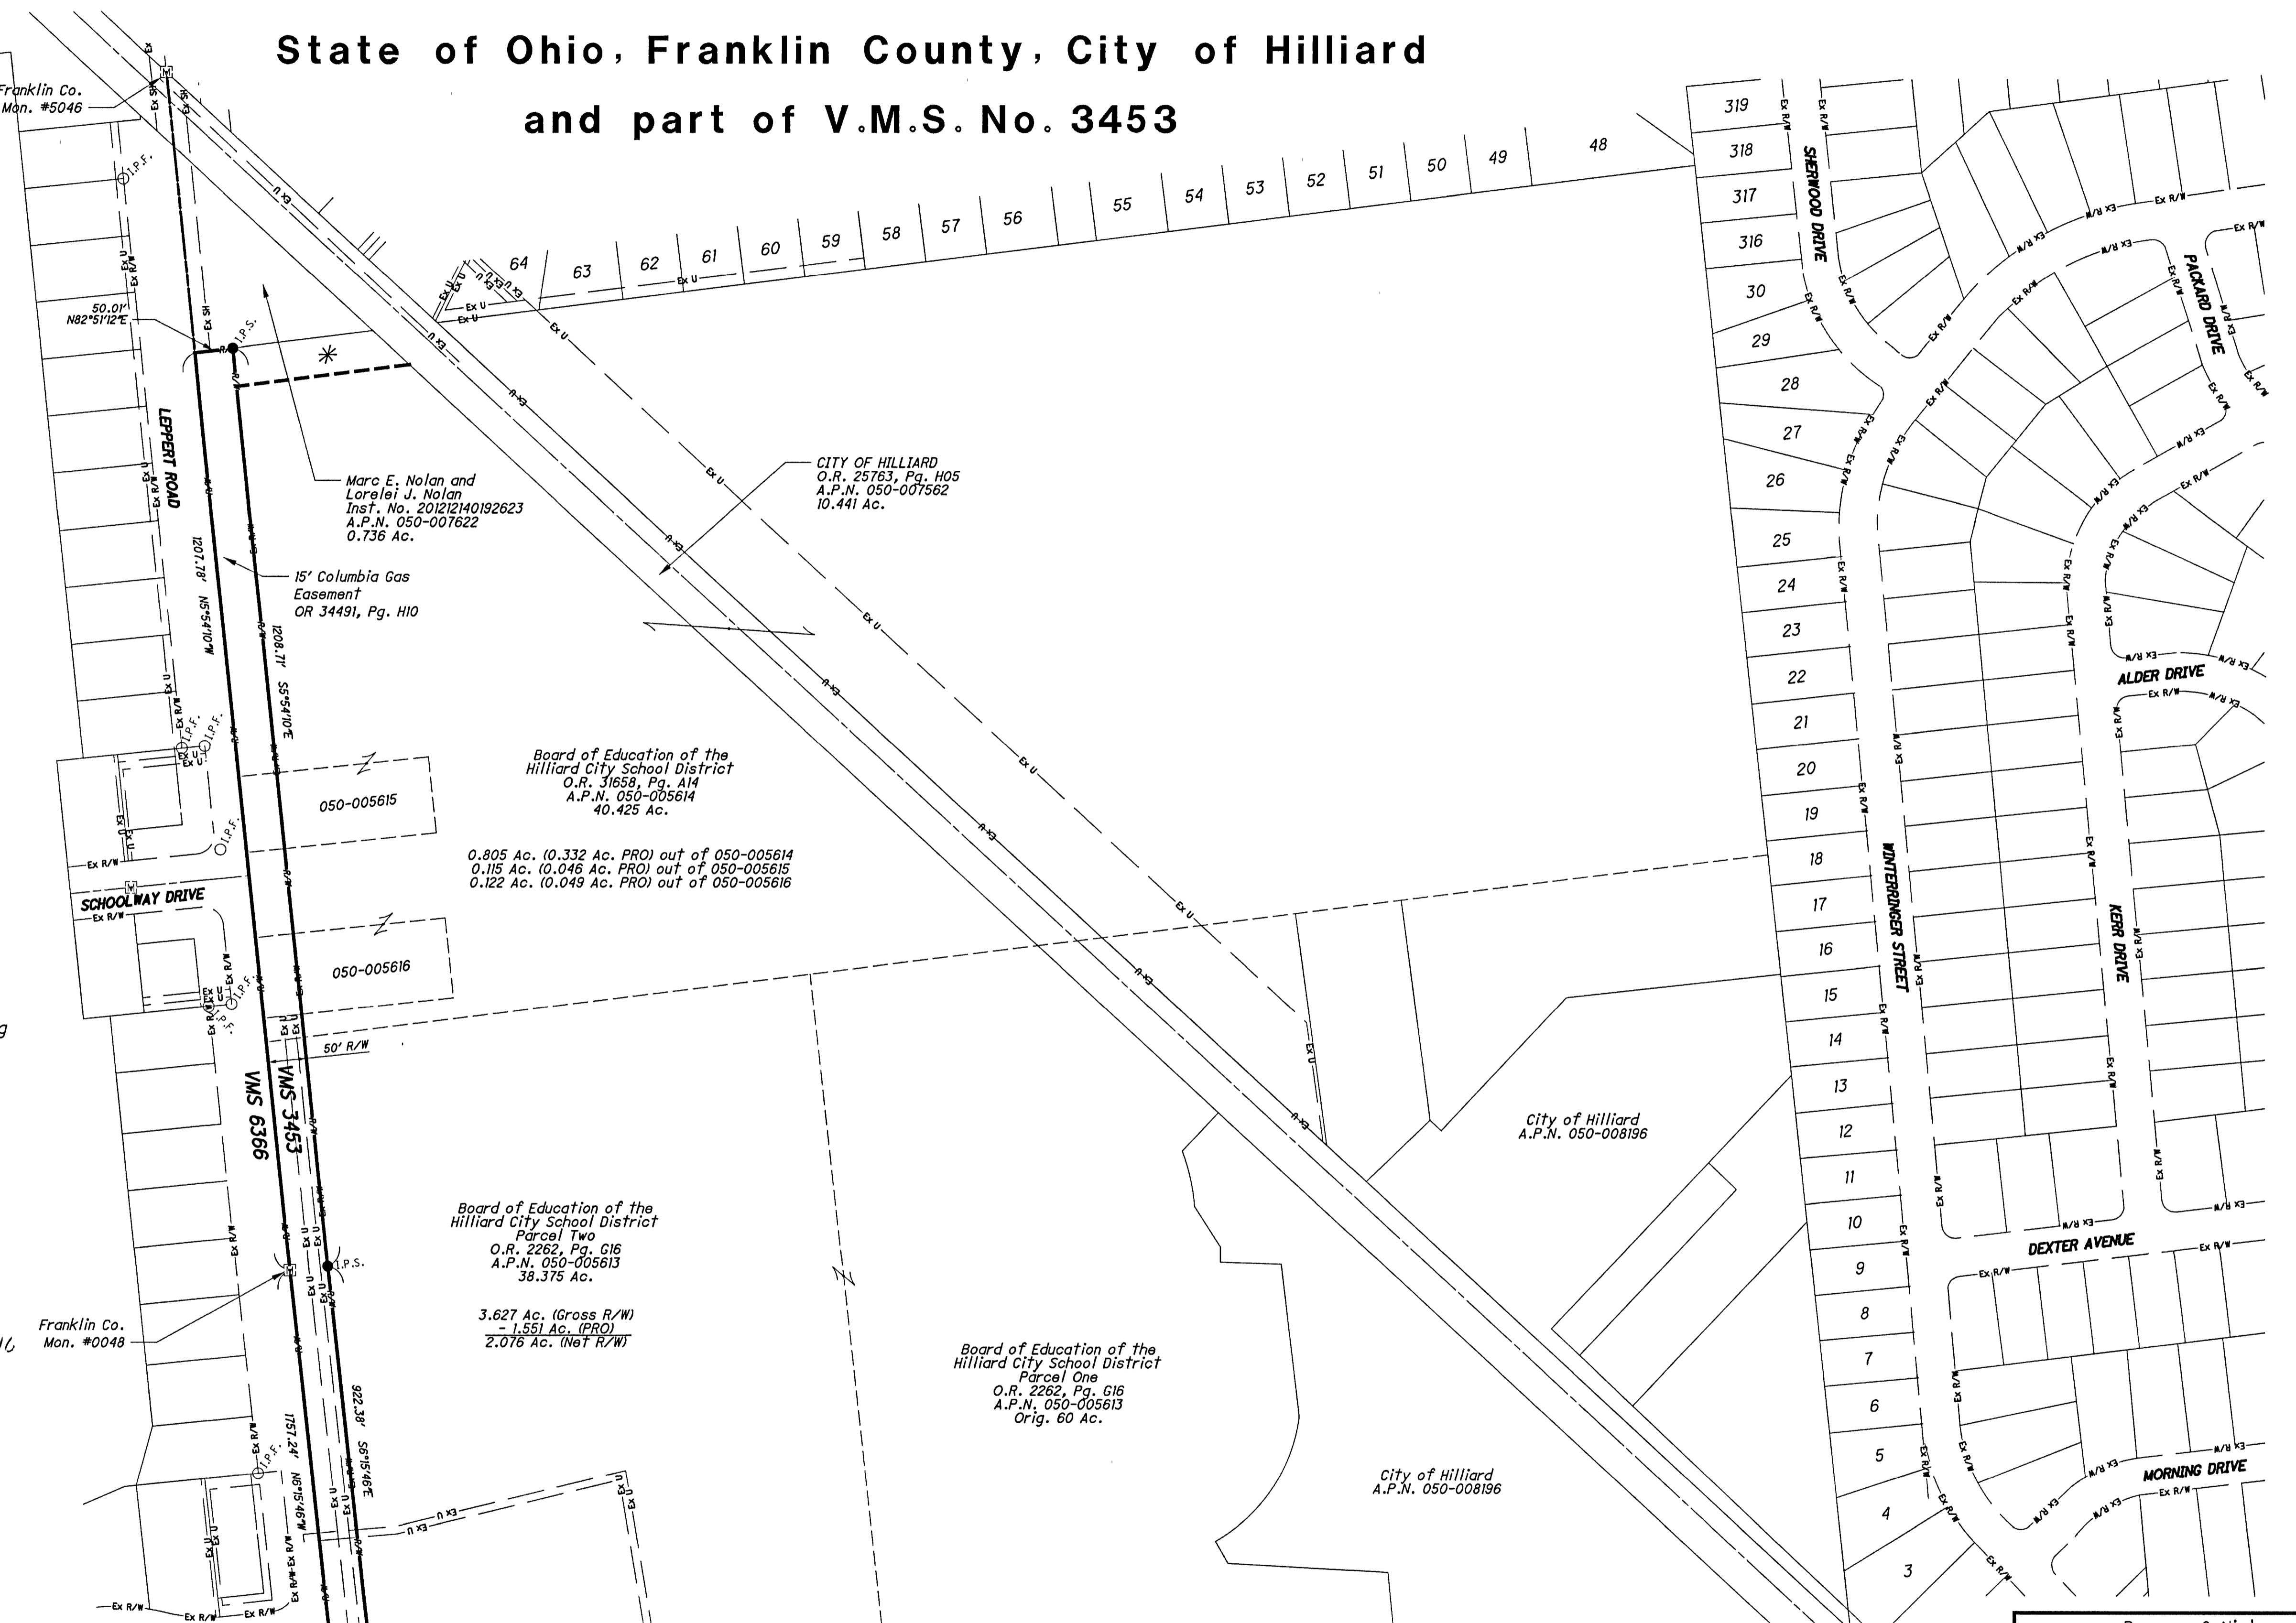 State of Ohio, Franklin County, City of Hilliard
and part of V.M.S. No. 3453
Franklin Co.
Mon. #5046
I.P.F.
50.01'
N82°51'12"E
I.P.S.
LEPPERT ROAD
Marc E. Nolan and
Lorelei J. Nolan
Inst. No. 201212140192623
A.P.N. 050-007622
0.736 Ac.
15' Columbia Gas
Easement
OR 34491, Pg. H10
1207.78' N5°54'10"W
1208.71' S5°54'10"E
CITY OF HILLIARD
O.R. 25763, Pg. H05
A.P.N. 050-007562
10.441 Ac.
64
63
62
61
60
59
58
57
56
55
54
53
52
51
50
49
48
319
318
317
316
30
29
28
27
26
25
24
23
22
21
20
19
18
17
16
15
14
13
12
11
10
9
8
7
6
5
4
3
SHERWOOD DRIVE
PACKARD DRIVE
ALDER DRIVE
WINTERRINGER STREET
KERR DRIVE
DEXTER AVENUE
MORNING DRIVE
Board of Education of the
Hilliard City School District
O.R. 31658, Pg. A14
A.P.N. 050-005614
40.425 Ac.
0.805 Ac. (0.332 Ac. PRO) out of 050-005614
0.115 Ac. (0.046 Ac. PRO) out of 050-005615
0.122 Ac. (0.049 Ac. PRO) out of 050-005616
050-005615
050-005616
SCHOOLWAY DRIVE
50' R/W
VMS 6366
VMS 3453
Board of Education of the
Hilliard City School District
Parcel Two
O.R. 2262, Pg. G16
A.P.N. 050-005613
38.375 Ac.
3.627 Ac. (Gross R/W)
- 1.551 Ac. (PRO)
2.076 Ac. (Net R/W)
I.P.S.
Franklin Co.
Mon. #0048
922.38' S6°15'46"E
1757.24' N6°15'46"W
I.P.F.
Board of Education of the
Hilliard City School District
Parcel One
O.R. 2262, Pg. G16
A.P.N. 050-005613
Orig. 60 Ac.
City of Hilliard
A.P.N. 050-008196
City of Hilliard
A.P.N. 050-008196
Ex R/W
Ex U
Ex SH
R/W